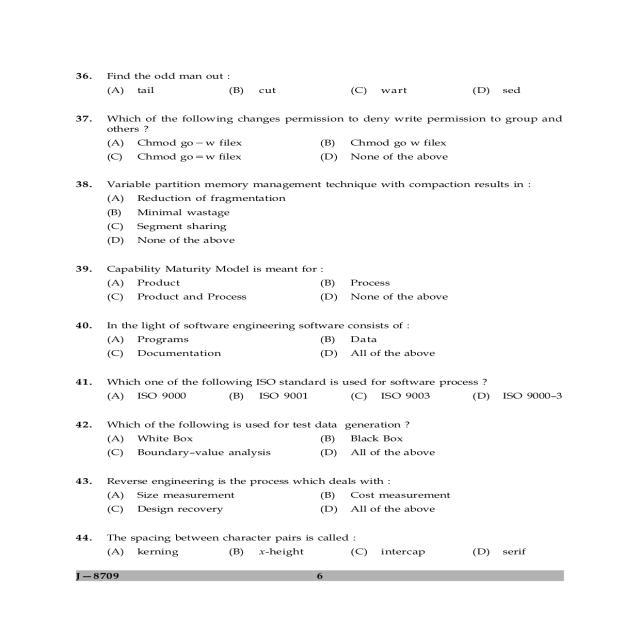 36. Find the odd man out :
(A) tail (B) cut (C) wart (D) sed
37. Which of the following changes permission to deny write permission to group and
others ?
(A) Chmod go−w filex (B) Chmod go w filex
(C) Chmod go=w filex (D) None of the above
38. Variable partition memory management technique with compaction results in :
(A) Reduction of fragmentation
(B) Minimal wastage
(C) Segment sharing
(D) None of the above
39. Capability Maturity Model is meant for :
(A) Product (B) Process
(C) Product and Process (D) None of the above
40. In the light of software engineering software consists of :
(A) Programs (B) Data
(C) Documentation (D) All of the above
41. Which one of the following ISO standard is used for software process ?
(A) ISO 9000 (B) ISO 9001 (C) ISO 9003 (D) ISO 9000–3
42. Which of the following is used for test data generation ?
(A) White Box (B) Black Box
(C) Boundary–value analysis (D) All of the above
43. Reverse engineering is the process which deals with :
(A) Size measurement (B) Cost measurement
(C) Design recovery (D) All of the above
44. The spacing between character pairs is called :
(A) kerning (B) x-height (C) intercap (D) serif
J—8709 6